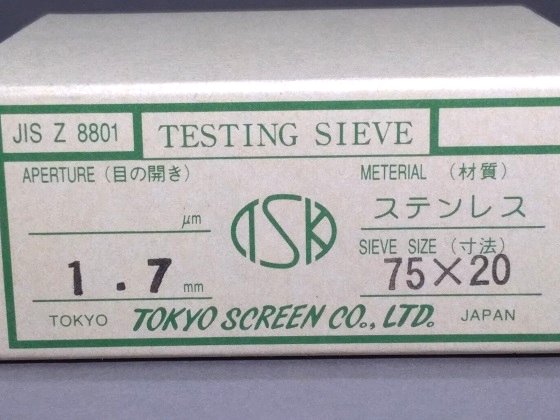 JIS Z 8801
TESTING SIEVE
APERTURE (目の開き)
μm
1.7 mm
TSK
METERIAL (材質)
ステンレス
SIEVE SIZE (寸法)
75×20
TOKYO TOKYO SCREEN CO., LTD. JAPAN